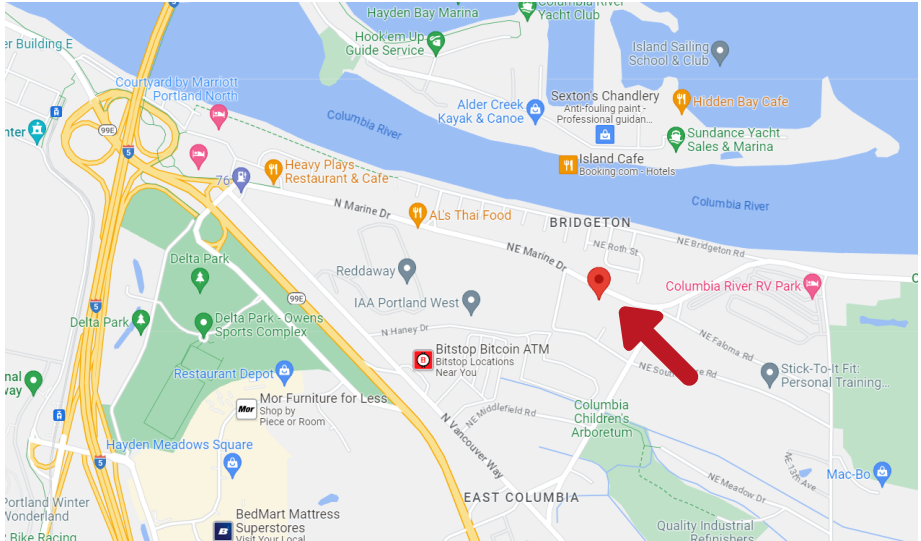 Hayden Bay Marina
Columbia River
Yacht Club
er Building E
Hook em Up
Guide Service
Island Sailing
School & Club
Courtyard by Marriott
Portland North
Alder Creek
Kayak & Canoe
Sexton's Chandlery
Anti-fouling paint -
Professional guidan...
Hidden Bay Cafe
Columbia River
nter
99E
5
Sundance Yacht
Sales & Marina
Island Cafe
Booking.com - Hotels
Heavy Plays
Restaurant & Cafe
76
N Marine Dr
AL's Thai Food
Columbia River
BRIDGETON
NE Roth St
NE Bridgeton Rd
NE Marine Dr
Delta Park
Reddaway
Columbia River RV Park
C
IAA Portland West
99E
5
Delta Park
Delta Park - Owens
Sports Complex
N Haney Dr
NE Faloma Rd
Bitstop Bitcoin ATM
Bitstop Locations
Near You
B
Restaurant Depot
Stick-To-It Fit:
Personal Training...
nal
way
Mor
Mor Furniture for Less
Shop by
Piece or Room
NE Middlefield Rd
Columbia
Children's
Arboretum
N Vancouver Way
Hayden Meadows Square
5
NE 13th Ave
Mac-Bo
NE Meadow Dr
EAST COLUMBIA
Portland Winter
Wonderland
BedMart Mattress
Superstores
Visit Your Local
B
Quality Industrial
Refinishers
Bike Racing